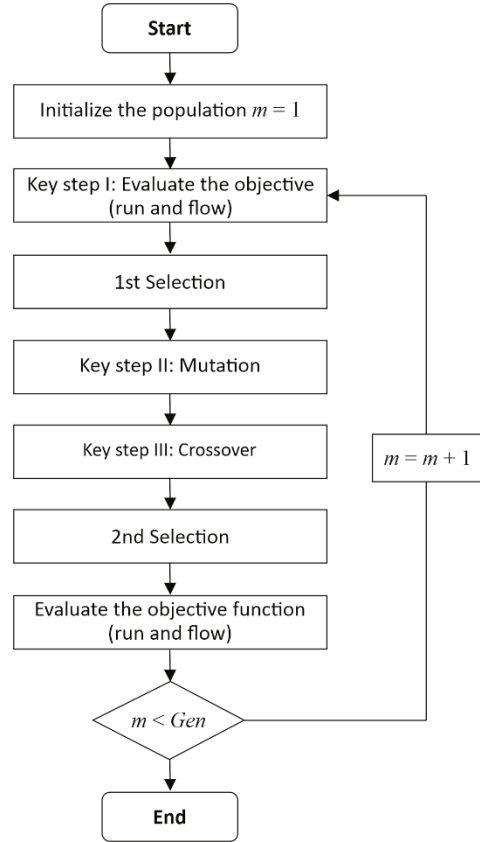 Start
Initialize the population m = 1
Key step I: Evaluate the objective
(run and flow)
1st Selection
Key step II: Mutation
Key step III: Crossover
m = m + 1
2nd Selection
Evaluate the objective function
(run and flow)
m < Gen
End